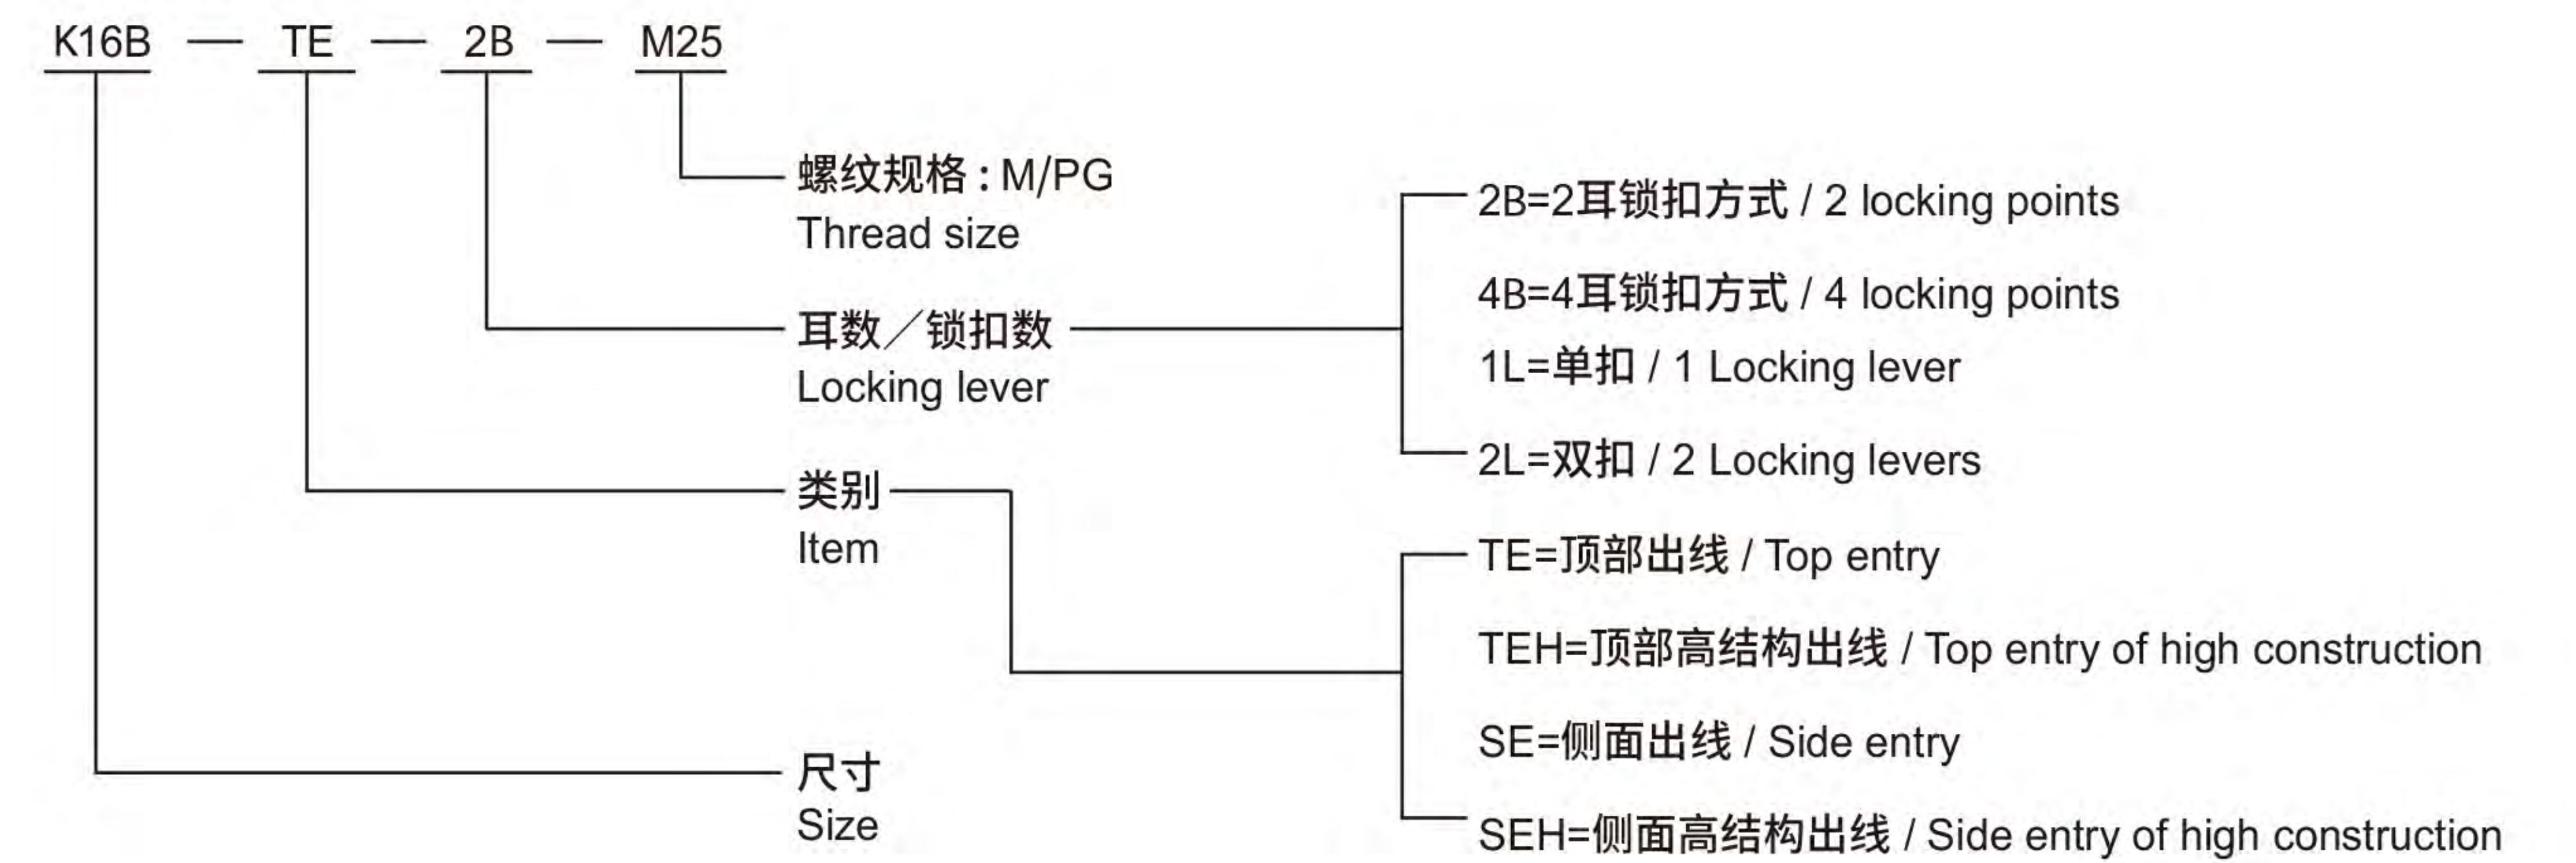 K16B — TE — 2B — M25
螺纹规格:M/PG
Thread size
耳数／锁扣数
Locking lever
2B=2耳锁扣方式 / 2 locking points
4B=4耳锁扣方式 / 4 locking points
1L=单扣 / 1 Locking lever
2L=双扣 / 2 Locking levers
类别
Item
TE=顶部出线 / Top entry
TEH=顶部高结构出线 / Top entry of high construction
SE=侧面出线 / Side entry
SEH=侧面高结构出线 / Side entry of high construction
尺寸
Size